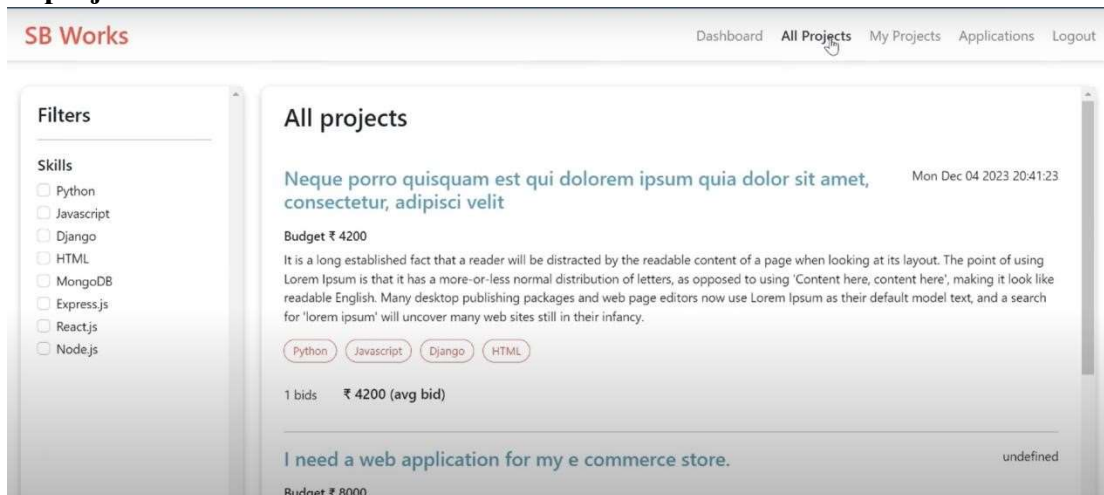 SB Works
Dashboard All Projects My Projects Applications Logout
Filters
Skills
Python
Javascript
Django
HTML
MongoDB
Express.js
React.js
Node.js
All projects
Neque porro quisquam est qui dolorem ipsum quia dolor sit amet,
consectetur, adipisci velit
Mon Dec 04 2023 20:41:23
Budget ₹ 4200
It is a long established fact that a reader will be distracted by the readable content of a page when looking at its layout. The point of using
Lorem Ipsum is that it has a more-or-less normal distribution of letters, as opposed to using 'Content here, content here', making it look like
readable English. Many desktop publishing packages and web page editors now use Lorem Ipsum as their default model text, and a search
for 'lorem ipsum' will uncover many web sites still in their infancy.
Python Javascript Django HTML
1 bids ₹ 4200 (avg bid)
I need a web application for my e commerce store.
undefined
Budget ₹ 8000